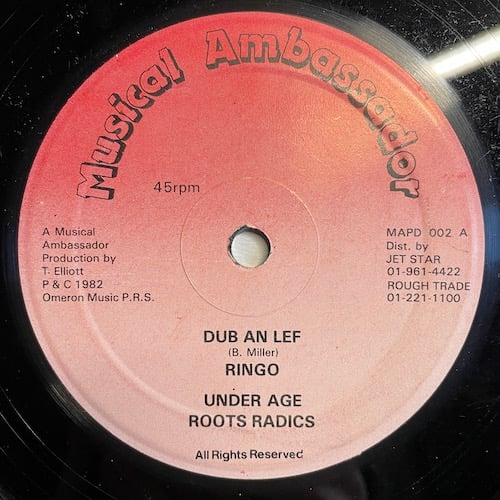 Musical Ambassador
45rpm
A Musical
Ambassador
Production by
T. Elliott
P & C 1982
Omeron Music P.R.S.
MAPD 002 A
Dist. by
JET STAR
01-961-4422
ROUGH TRADE
01-221-1100
DUB AN LEF
(B. Miller)
RINGO
UNDER AGE
ROOTS RADICS
All Rights Reserved